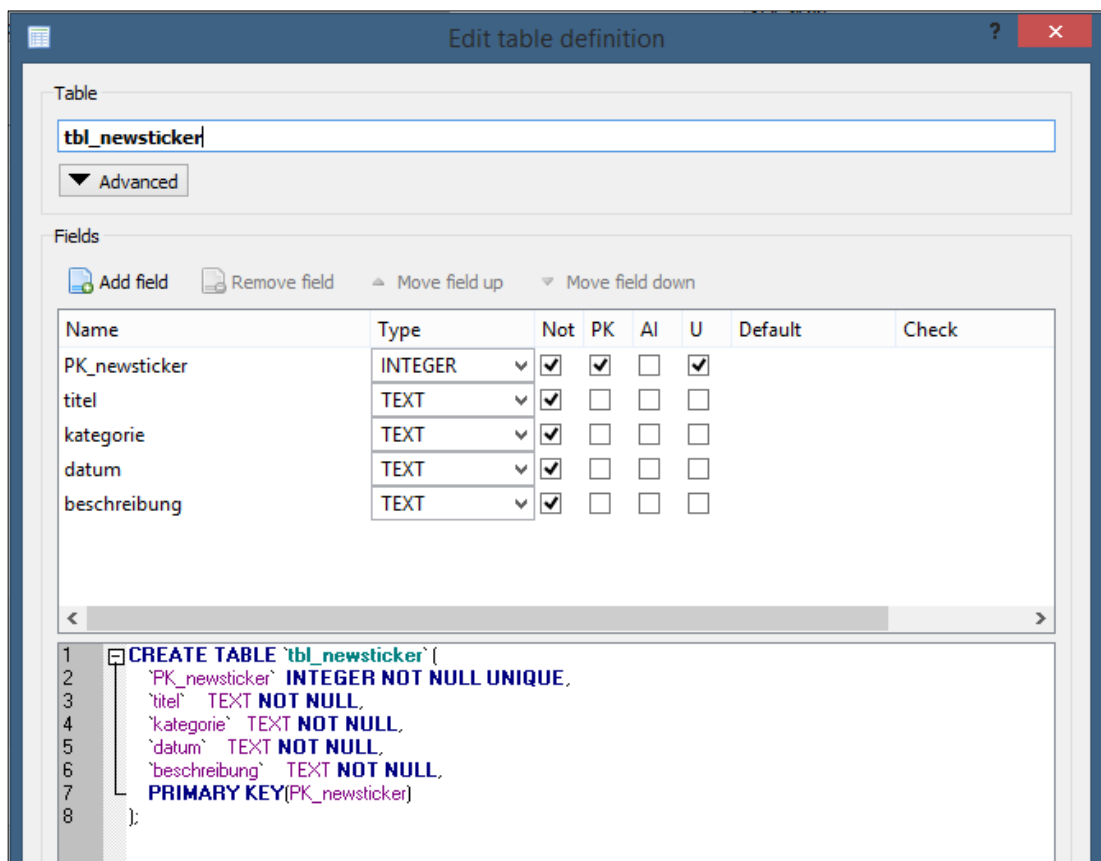 Edit table definition ? ×
Table
tbl_newsticker
Advanced
Fields
Add field Remove field Move field up Move field down
Name Type Not PK AI U Default Check
PK_newsticker INTEGER
titel TEXT
kategorie TEXT
datum TEXT
beschreibung TEXT
1 CREATE TABLE `tbl_newsticker` (
2 `PK_newsticker` INTEGER NOT NULL UNIQUE,
3 `titel` TEXT NOT NULL,
4 `kategorie` TEXT NOT NULL,
5 `datum` TEXT NOT NULL,
6 `beschreibung` TEXT NOT NULL,
7 PRIMARY KEY(PK_newsticker)
8 );